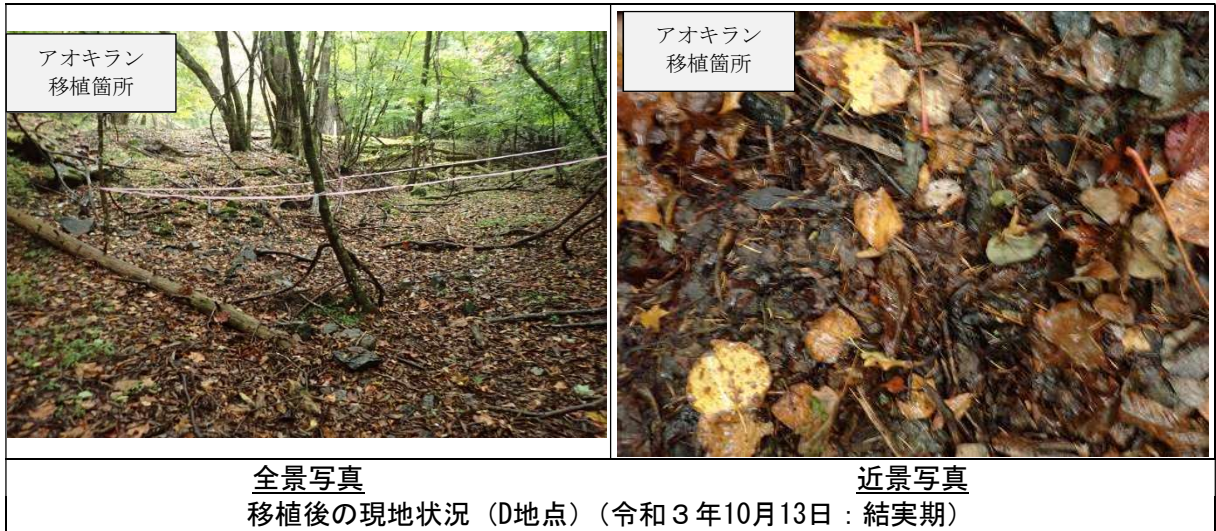 アオキラン
移植箇所
アオキラン
移植箇所
全景写真
近景写真
移植後の現地状況（D地点）（令和３年10月13日：結実期）